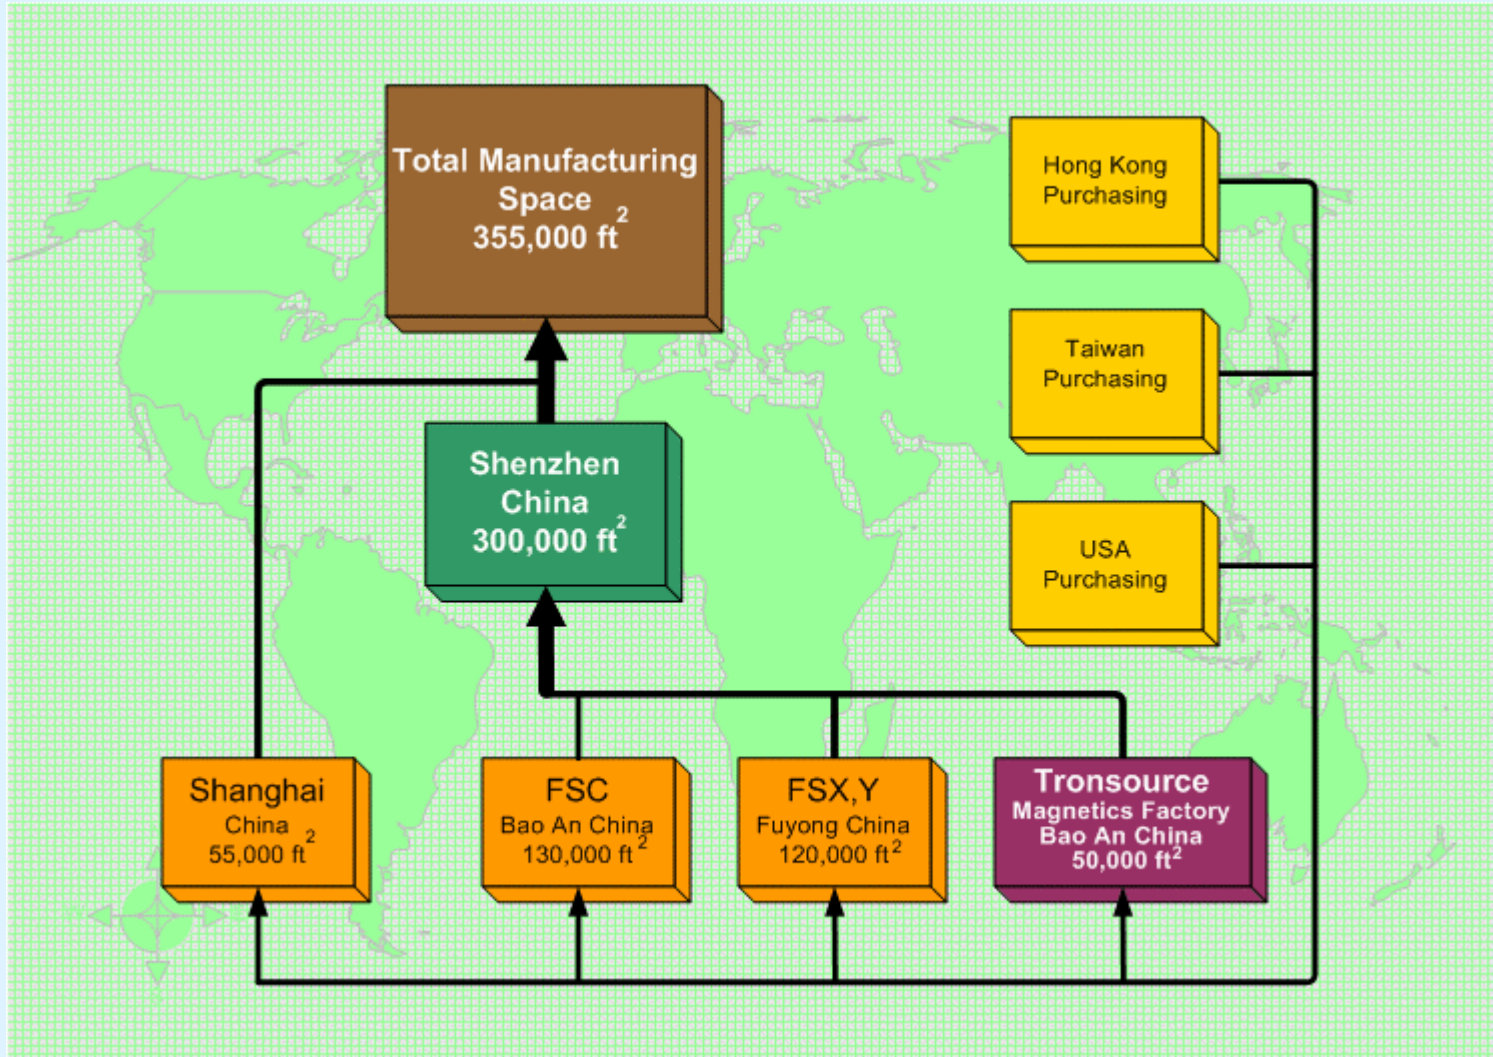 Total Manufacturing
Space
355,000 ft²
Hong Kong
Purchasing
Taiwan
Purchasing
Shenzhen
China
300,000 ft²
USA
Purchasing
Shanghai
China
55,000 ft²
FSC
Bao An China
130,000 ft²
FSX,Y
Fuyong China
120,000 ft²
Tronsource
Magnetics Factory
Bao An China
50,000 ft²